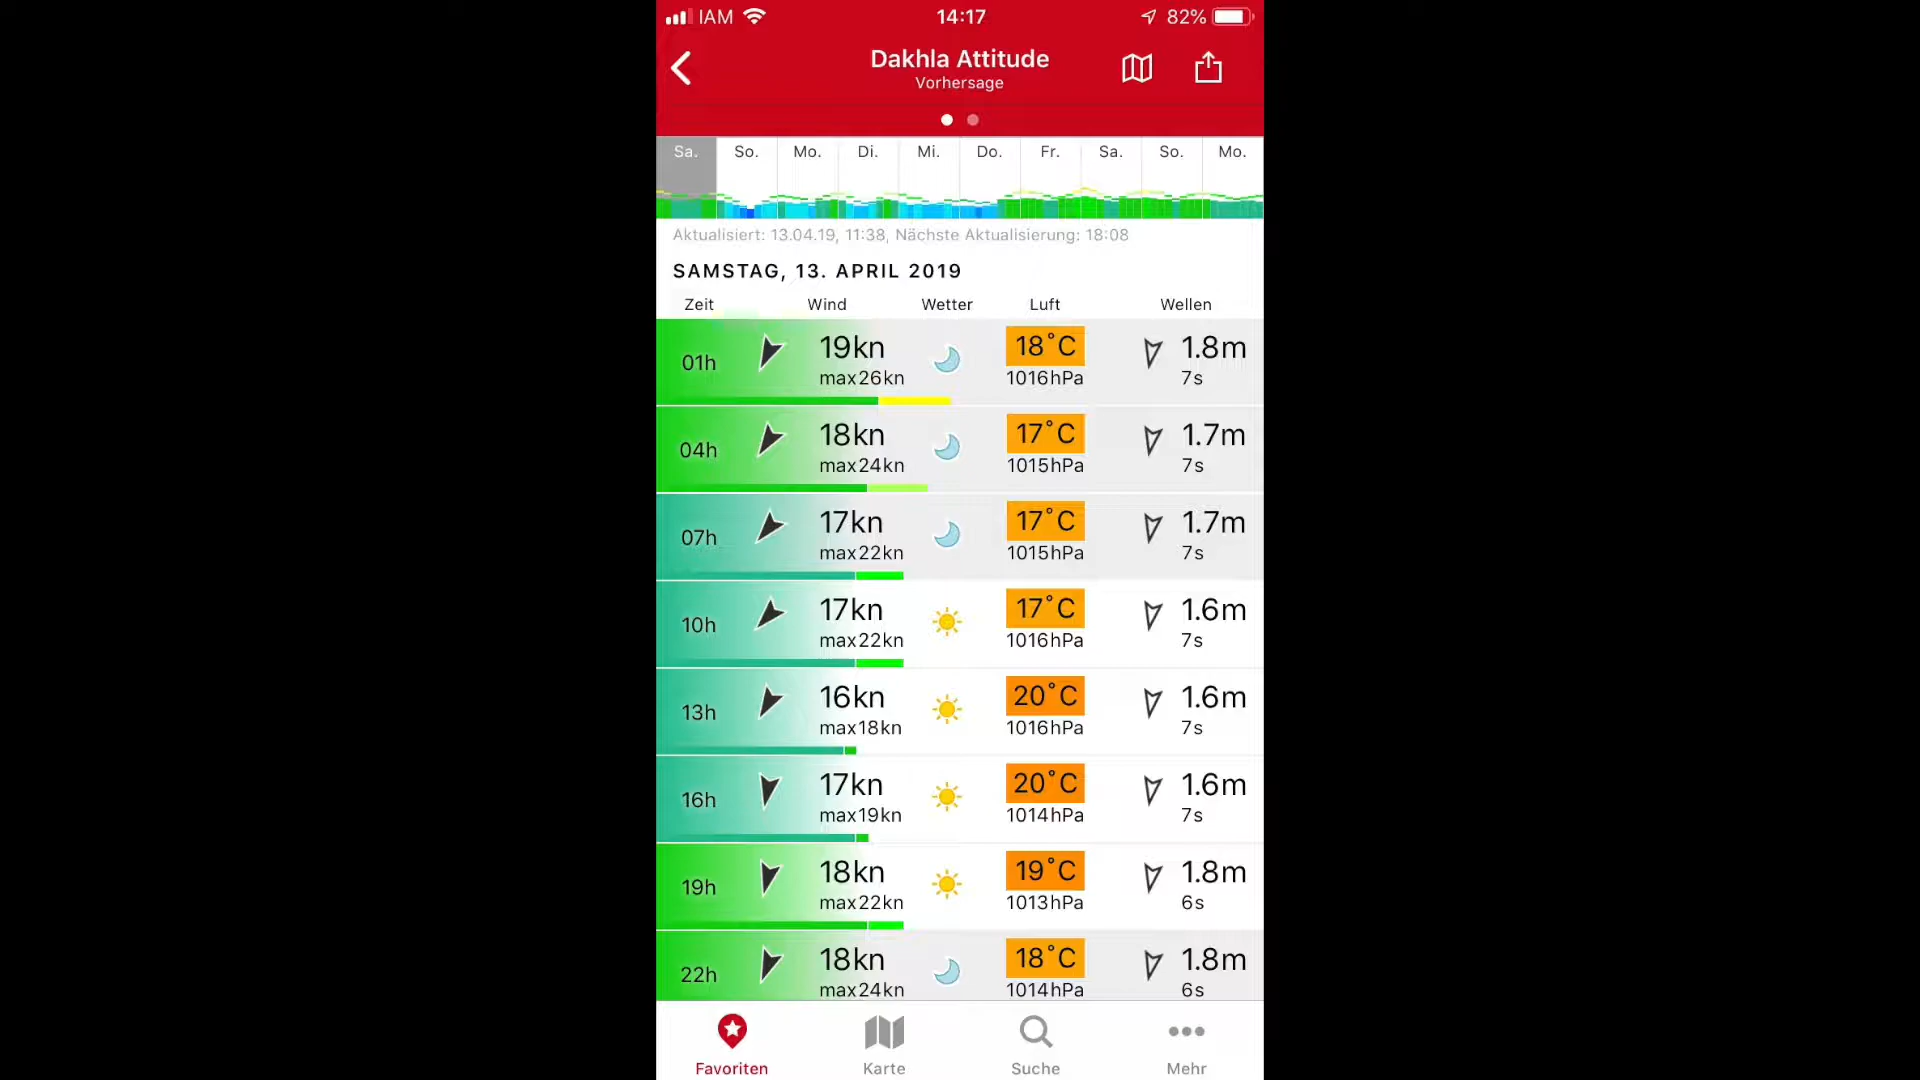 IAM 14:17 82%
Dakhla Attitude
Vorhersage
Sa. So. Mo. Di. Mi. Do. Fr. Sa. So. Mo.
Aktualisiert: 13.04.19, 11:38, Nächste Aktualisierung: 18:08
SAMSTAG, 13. APRIL 2019
Zeit Wind Wetter Luft Wellen
01h 19kn 18°C 1.8m
max26kn 1016hPa 7s
04h 18kn 17°C 1.7m
max24kn 1015hPa 7s
07h 17kn 17°C 1.7m
max22kn 1015hPa 7s
10h 17kn 17°C 1.6m
max22kn 1016hPa 7s
13h 16kn 20°C 1.6m
max18kn 1016hPa 7s
16h 17kn 20°C 1.6m
max19kn 1014hPa 7s
19h 18kn 19°C 1.8m
max22kn 1013hPa 6s
22h 18kn 18°C 1.8m
max24kn 1014hPa 6s
Favoriten Karte Suche Mehr